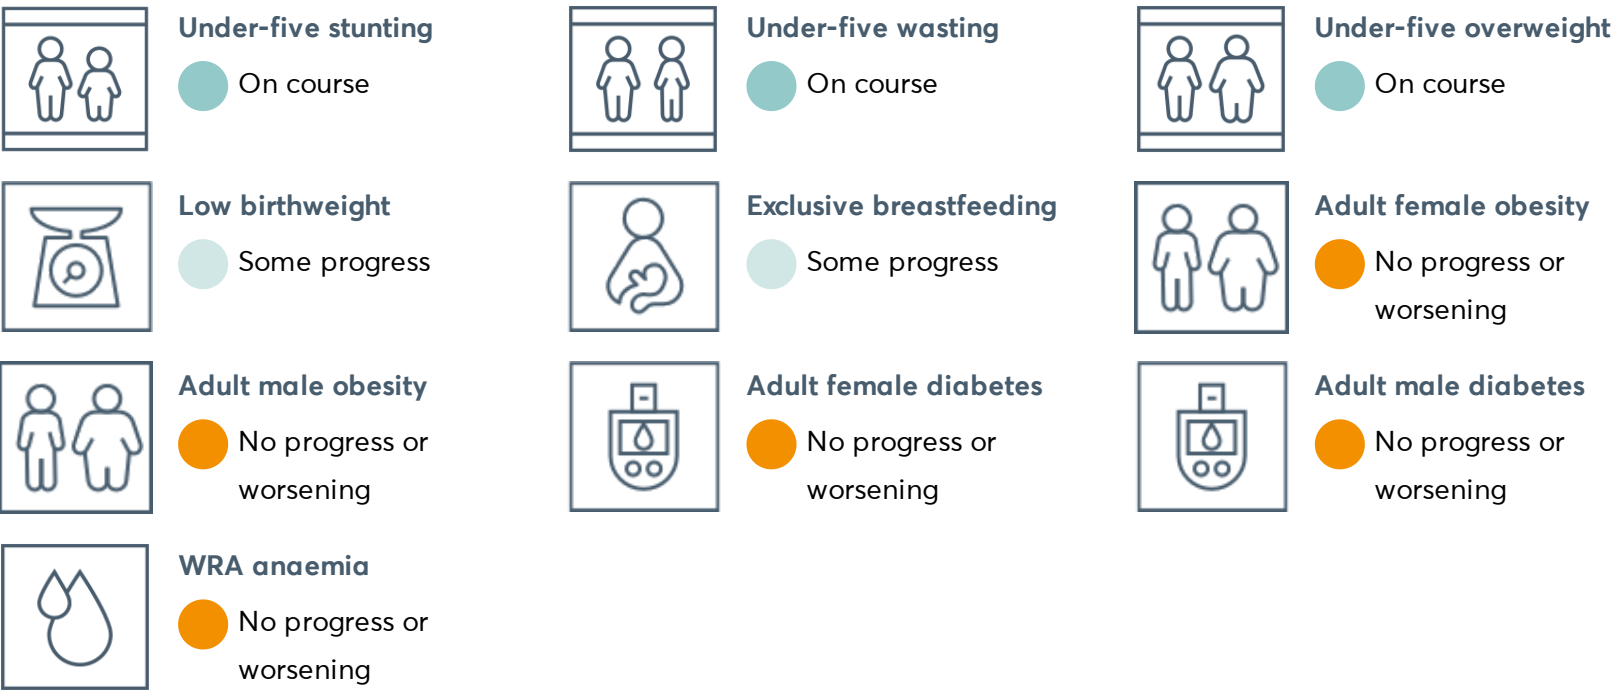 Under-five stunting
On course
Under-five wasting
On course
Under-five overweight
On course
Low birthweight
Some progress
Exclusive breastfeeding
Some progress
Adult female obesity
No progress or
worsening
Adult male obesity
No progress or
worsening
Adult female diabetes
No progress or
worsening
Adult male diabetes
No progress or
worsening
WRA anaemia
No progress or
worsening